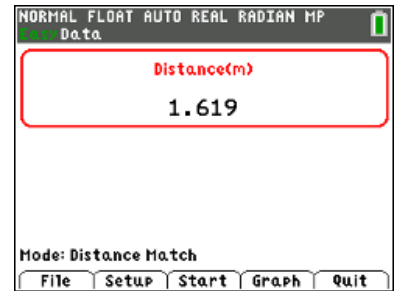 NORMAL FLOAT AUTO REAL RADIAN MP
EasyData
Distance(m)
1.619
Mode: Distance Match
File Setup Start Graph Quit